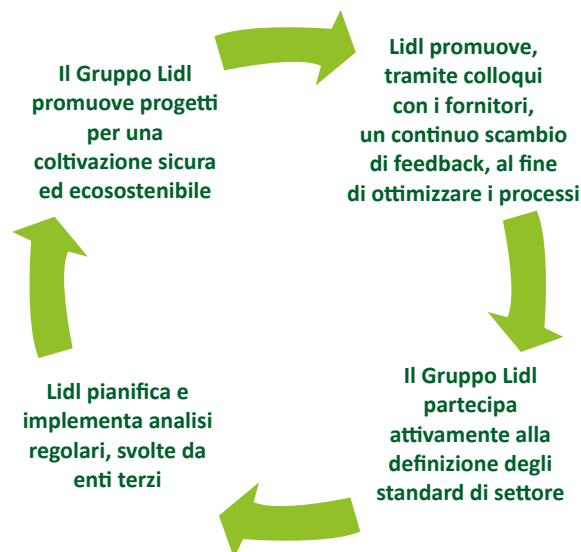 Il Gruppo Lidl
promuove progetti
per una
coltivazione sicura
ed ecosostenibile
Lidl promuove,
tramite colloqui
con i fornitori,
un continuo scambio
di feedback, al fine
di ottimizzare i processi
Il Gruppo Lidl
partecipa
attivamente alla
definizione degli
standard di settore
Lidl pianifica e
implementa analisi
regolari, svolte da
enti terzi